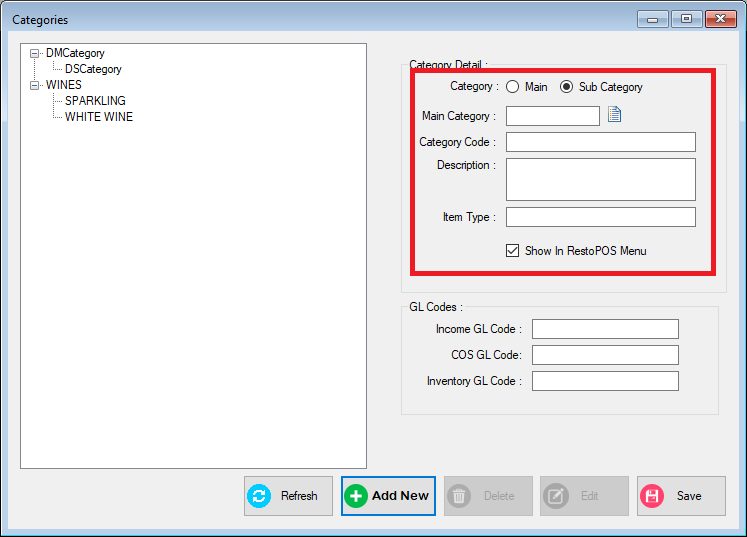 Categories
DMCategory
DSCategory
WINES
SPARKLING
WHITE WINE
Category Detail :
Category : Main Sub Category
Main Category :
Category Code :
Description :
Item Type :
Show In RestoPOS Menu
GL Codes :
Income GL Code :
COS GL Code:
Inventory GL Code :
Refresh Add New Delete Edit Save